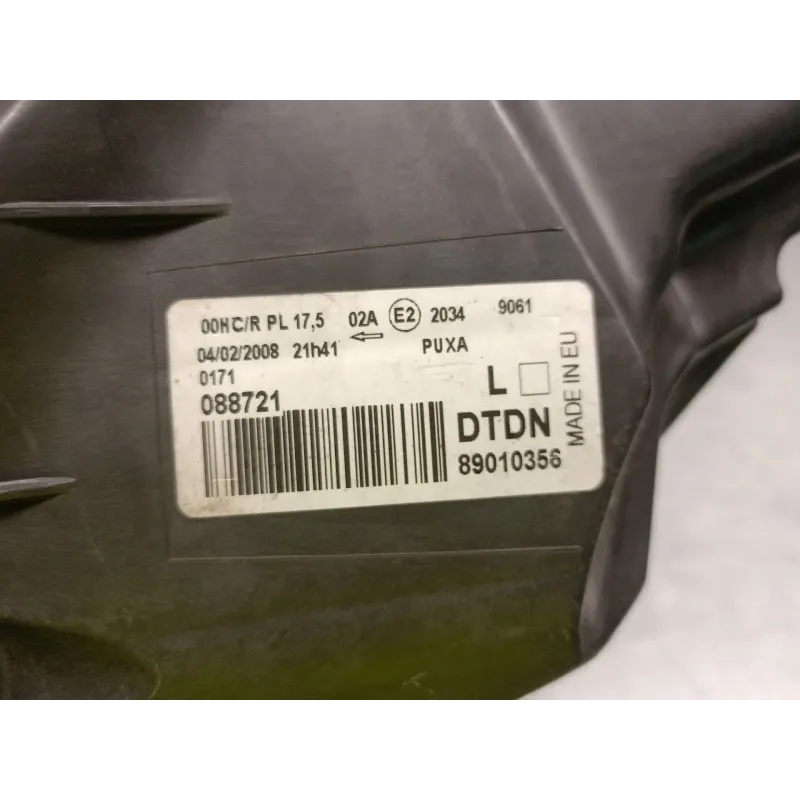 00HC/R PL 17,5 02A E2 2034 9061
04/02/2008 21h41 PUXA
0171
088721
L
DTDN
89010356
MADE IN EU